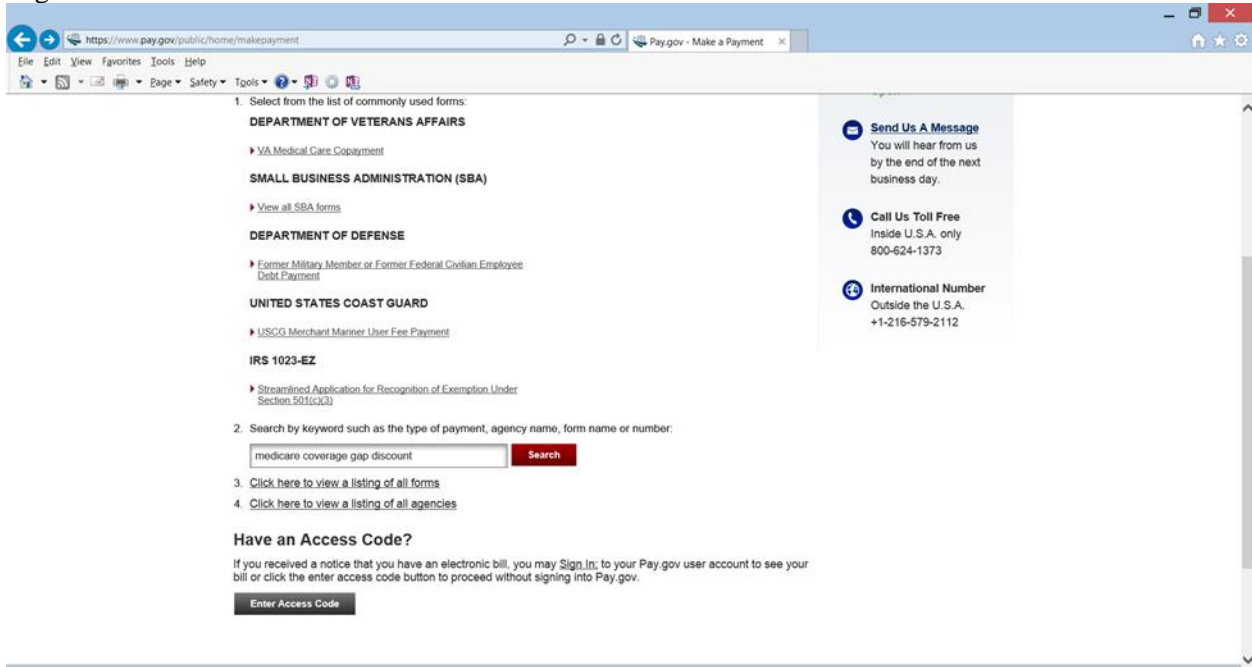 https://www.pay.gov/public/home/makepayment
Pay.gov - Make a Payment
File Edit View Favorites Tools Help
Page Safety Tools
1. Select from the list of commonly used forms:
DEPARTMENT OF VETERANS AFFAIRS
VA Medical Care Copayment
SMALL BUSINESS ADMINISTRATION (SBA)
View all SBA forms
DEPARTMENT OF DEFENSE
Former Military Member or Former Federal Civilian Employee
Debt Payment
UNITED STATES COAST GUARD
USCG Merchant Mariner User Fee Payment
IRS 1023-EZ
Streamlined Application for Recognition of Exemption Under
Section 501(c)(3)
2. Search by keyword such as the type of payment, agency name, form name or number:
medicare coverage gap discount
Search
3. Click here to view a listing of all forms
4. Click here to view a listing of all agencies
Have an Access Code?
If you received a notice that you have an electronic bill, you may Sign In: to your Pay.gov user account to see your
bill or click the enter access code button to proceed without signing into Pay.gov.
Enter Access Code
Send Us A Message
You will hear from us
by the end of the next
business day.
Call Us Toll Free
Inside U.S.A. only
800-624-1373
International Number
Outside the U.S.A.
+1-216-579-2112